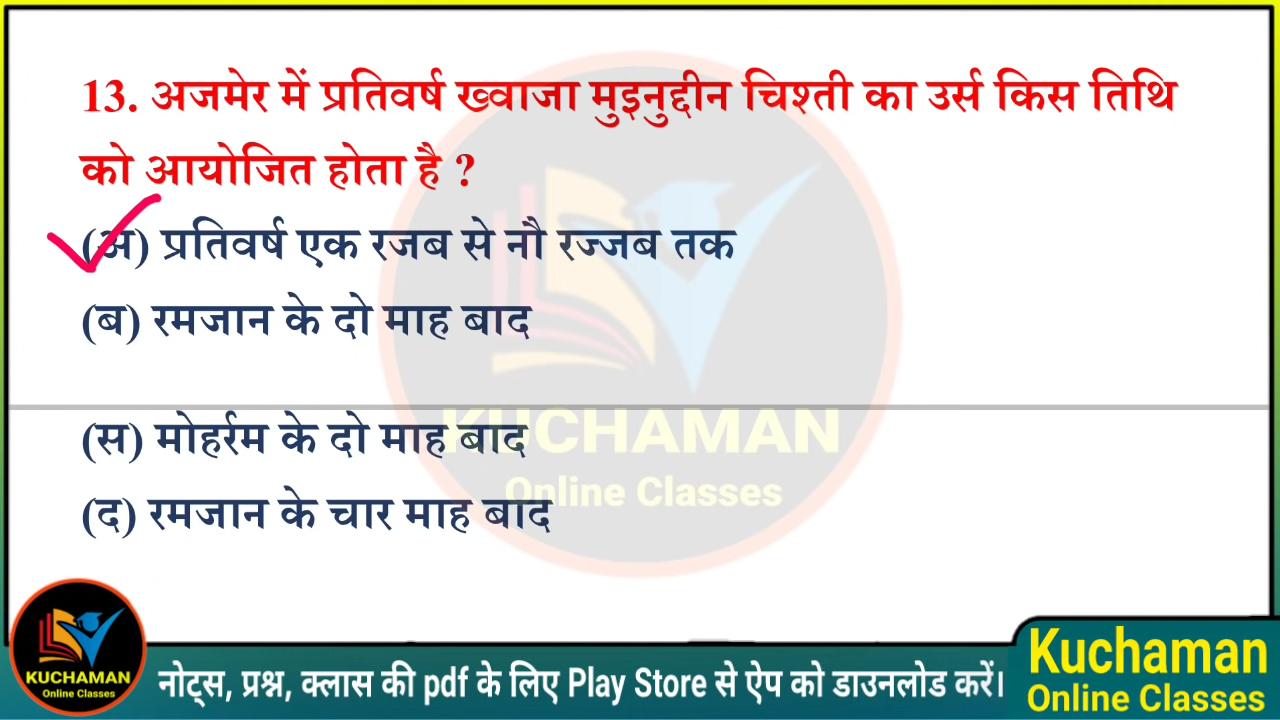 13. अजमेर में प्रतिवर्ष ख्वाजा मुइनुद्दीन चिश्ती का उर्स किस तिथि
को आयोजित होता है ?
(अ) प्रतिवर्ष एक रजब से नौ रज्जब तक
(ब) रमजान के दो माह बाद
(स) मोहर्रम के दो माह बाद
(द) रमजान के चार माह बाद
KUCHAMAN
Online Classes
KUCHAMAN
Online Classes
नोट्स, प्रश्न, क्लास की pdf के लिए Play Store से ऐप को डाउनलोड करें।
Kuchaman
Online Classes